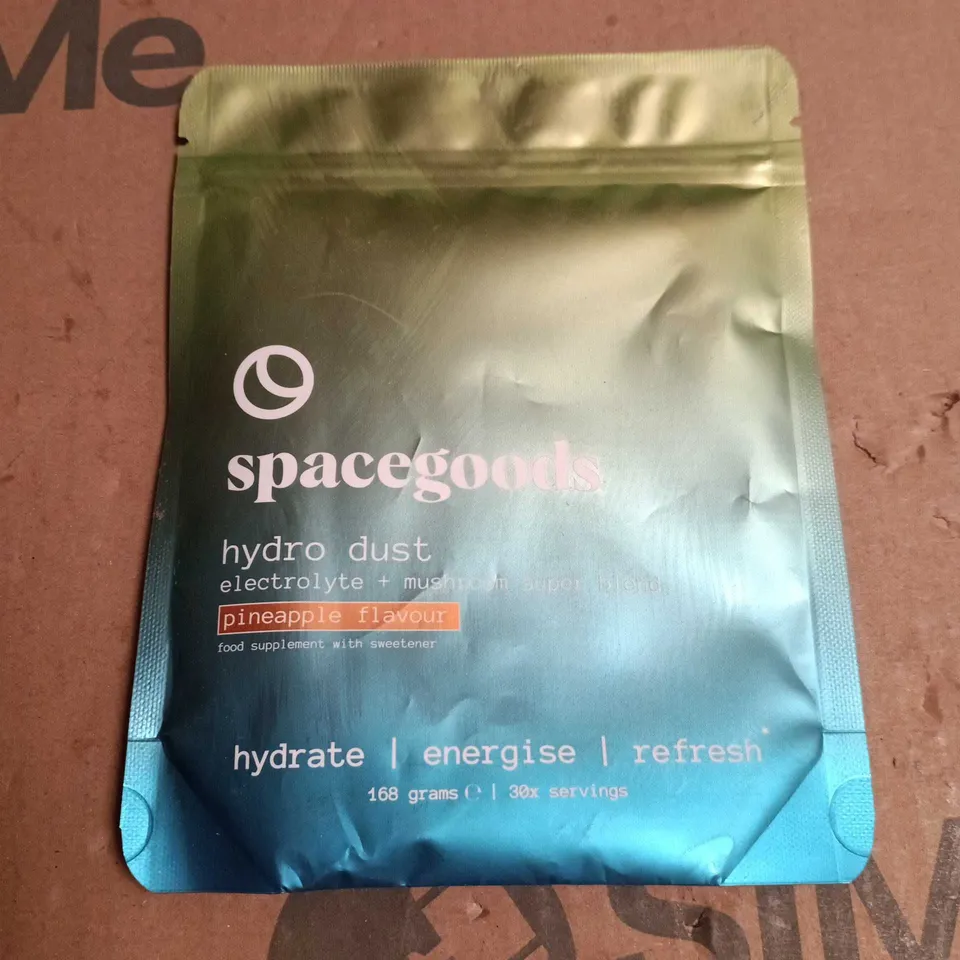 Me
spacegoods
hydro dust
electrolyte + mushroom super blend
pineapple flavour
food supplement with sweetener
hydrate | energise | refresh*
168 grams ℮ | 30x servings
SIM